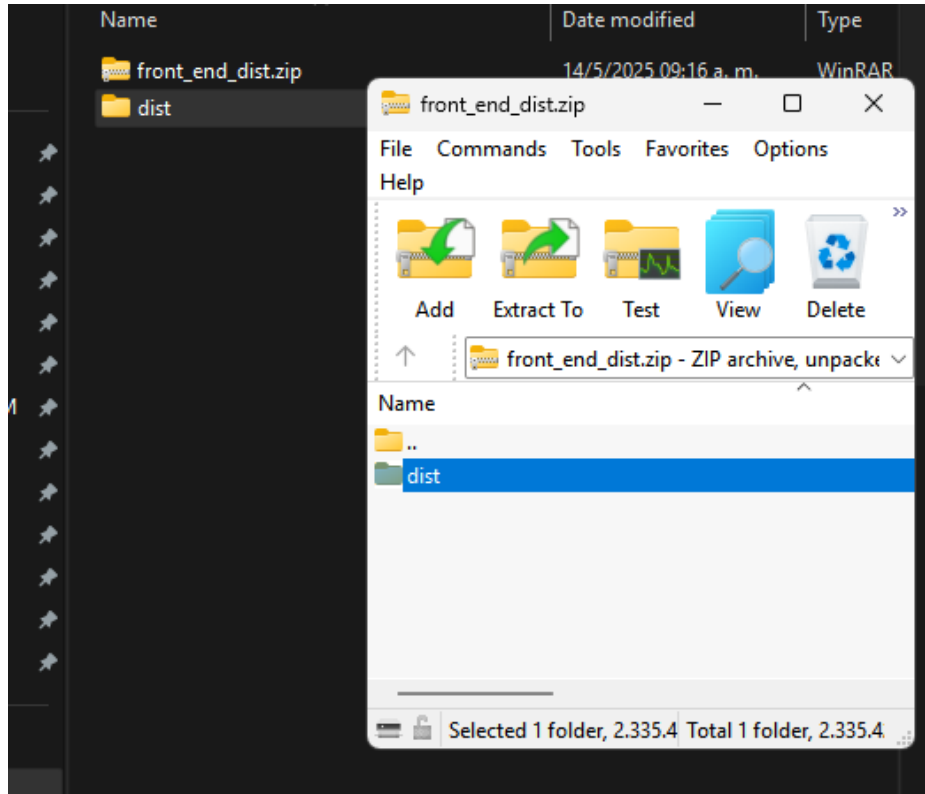 Name Date modified Type
front_end_dist.zip 14/5/2025 09:16 a. m. WinRAR
dist
front_end_dist.zip
File Commands Tools Favorites Options
Help
Add Extract To Test View Delete
front_end_dist.zip - ZIP archive, unpacke
Name
..
dist
Selected 1 folder, 2.335.4 Total 1 folder, 2.335.4
M